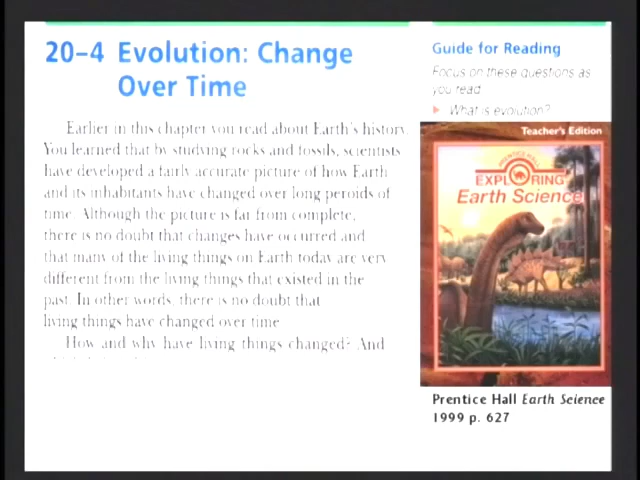 20–4 Evolution: Change
Over Time
Earlier in this chapter you read about Earth's history.
You learned that by studying rocks and fossils, scientists
have developed a fairly accurate picture of how Earth
and its inhabitants have changed over long peroids of
time. Although the picture is far from complete,
there is no doubt that changes have occurred and
that many of the living things on Earth today are very
different from the living things that existed in the
past. In other words, there is no doubt that
living things have changed over time
How and why have living things changed? And
Guide for Reading
Focus on these questions as
you read
What is evolution?
Teacher's Edition
PRENTICE HALL
EXPLORING
Earth Science
Prentice Hall Earth Science
1999 p. 627